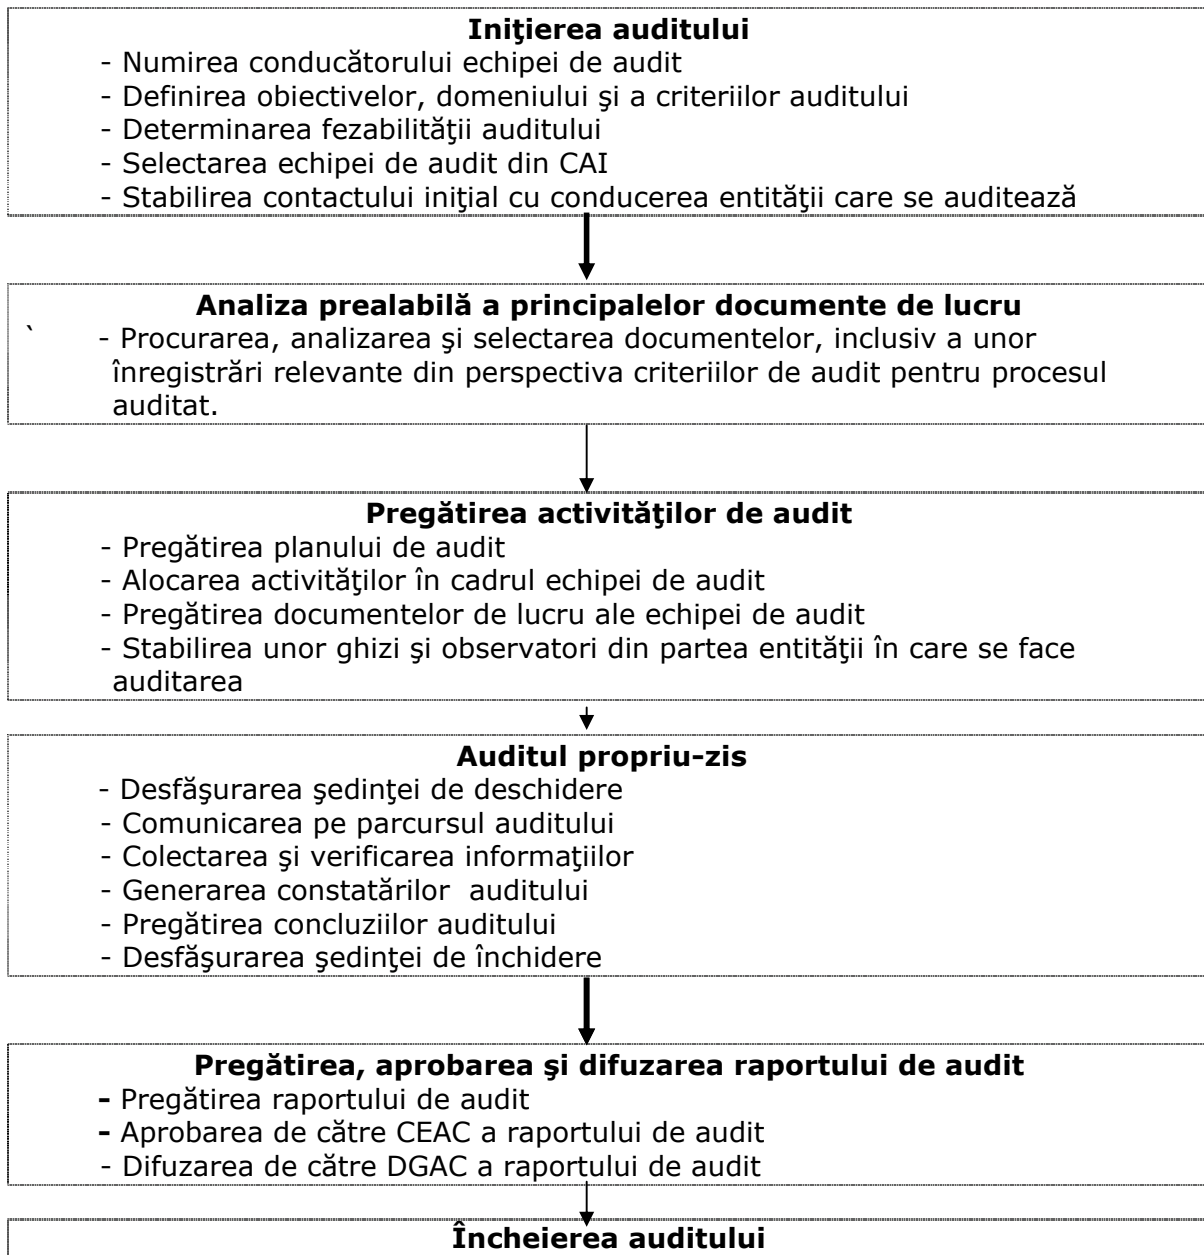 Iniţierea auditului
- Numirea conducătorului echipei de audit
- Definirea obiectivelor, domeniului şi a criteriilor auditului
- Determinarea fezabilităţii auditului
- Selectarea echipei de audit din CAI
- Stabilirea contactului iniţial cu conducerea entităţii care se auditează
Analiza prealabilă a principalelor documente de lucru
` - Procurarea, analizarea şi selectarea documentelor, inclusiv a unor
înregistrări relevante din perspectiva criteriilor de audit pentru procesul
auditat.
Pregătirea activităţilor de audit
- Pregătirea planului de audit
- Alocarea activităţilor în cadrul echipei de audit
- Pregătirea documentelor de lucru ale echipei de audit
- Stabilirea unor ghizi şi observatori din partea entităţii în care se face
auditarea
Auditul propriu-zis
- Desfăşurarea şedinţei de deschidere
- Comunicarea pe parcursul auditului
- Colectarea şi verificarea informaţiilor
- Generarea constatărilor auditului
- Pregătirea concluziilor auditului
- Desfăşurarea şedinţei de închidere
Pregătirea, aprobarea şi difuzarea raportului de audit
- Pregătirea raportului de audit
- Aprobarea de către CEAC a raportului de audit
- Difuzarea de către DGAC a raportului de audit
Încheierea auditului